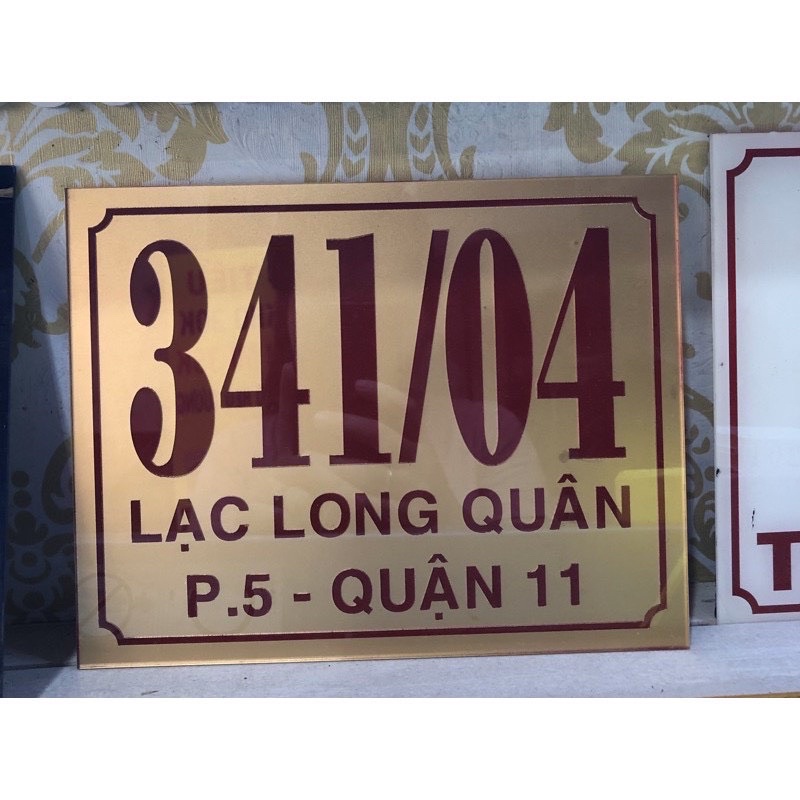 341/04
LẠC LONG QUÂN
P.5 - QUẬN 11
T